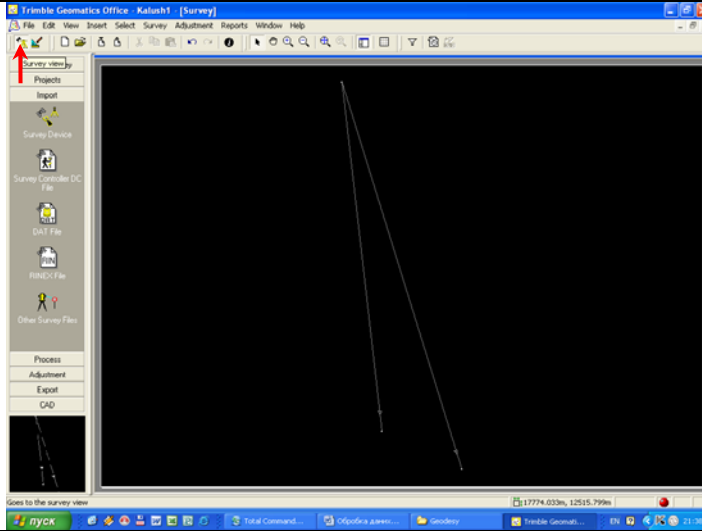 Trimble Geomatics Office - Kalush1 - [Survey]
File Edit View Insert Select Survey Adjustment Reports Window Help
Survey view
Projects
Import
Survey Device
Survey Controller DC
File
DAT File
RINEX File
Other Survey Files
Process
Adjustment
Export
CAD
Goes to the survey view
17774.033m, 12515.799m
пуск
Total Command...
Обробка даних...
Geodesy
Trimble Geomati...
EN